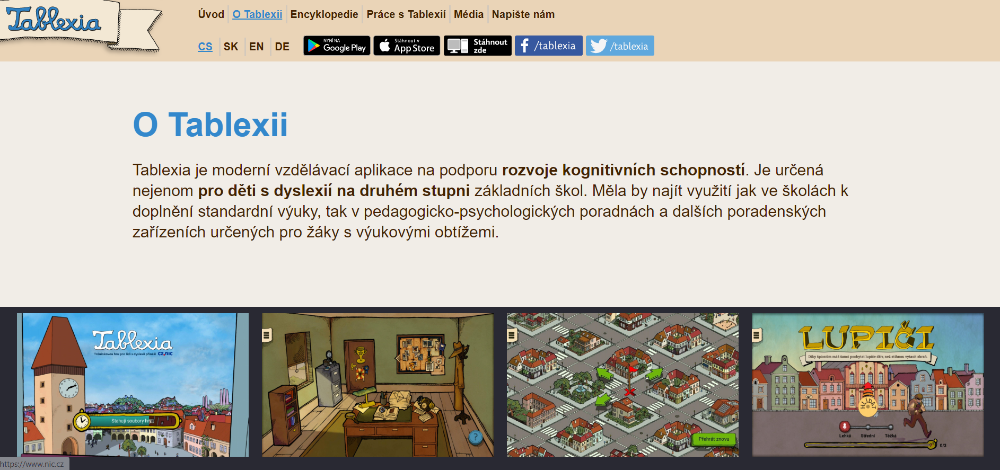 Tablexia
Úvod
O Tablexii
Encyklopedie
Práce s Tablexií
Média
Napište nám
CS
SK
EN
DE
NYNÍ NA
Google Play
Stáhnout v
App Store
Stáhnout
zde
/tablexia
/tablexia
O Tablexii
Tablexia je moderní vzdělávací aplikace na podporu rozvoje kognitivních schopností. Je určená
nejenom pro děti s dyslexií na druhém stupni základních škol. Měla by najít využití jak ve školách k
doplnění standardní výuky, tak v pedagogicko-psychologických poradnách a dalších poradenských
zařízeních určených pro žáky s výukovými obtížemi.
Tablexia
Tréninkovou hru pro lidi s dyslexií přináší CZ.NIC
Stahuji soubory hry...
?
Přehrát znovu
LUPIČI
Díky špionům máš šanci pochytat lupiče dřív, než stihnou vytasit zbraň.
HLÍDAT
Lehká
Střední
Těžká
0/3
https://www.nic.cz